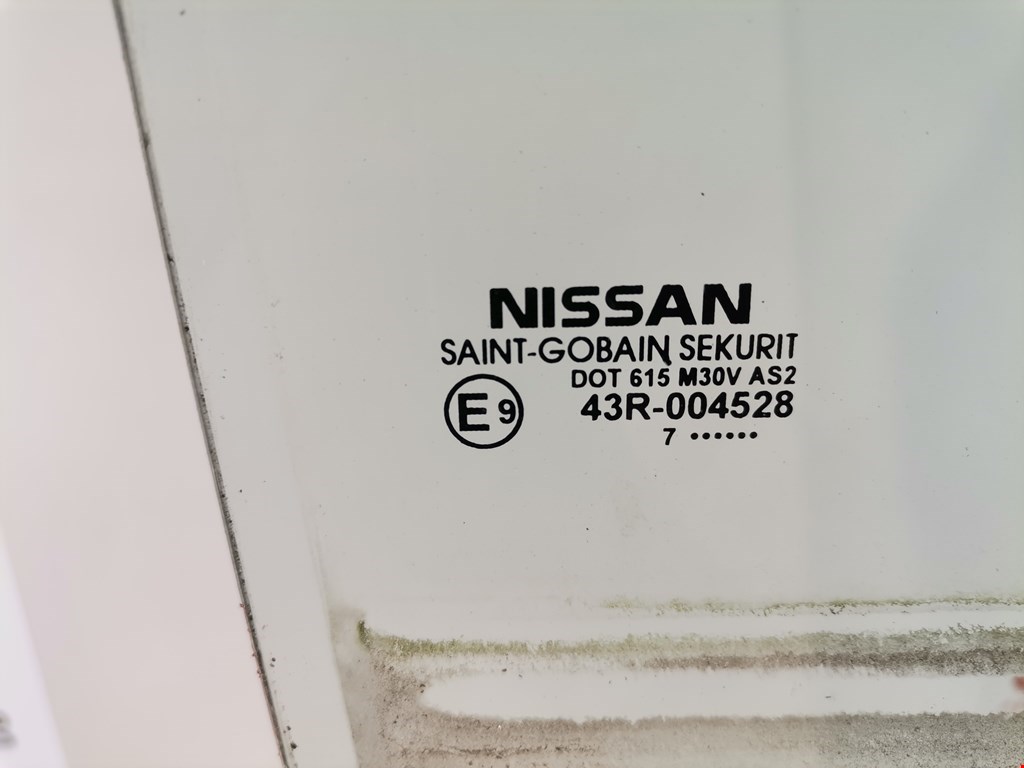 NISSAN
SAINT-GOBAIN SEKURIT
DOT 615 M30V AS2
E9 43R-004528
7 ••••••